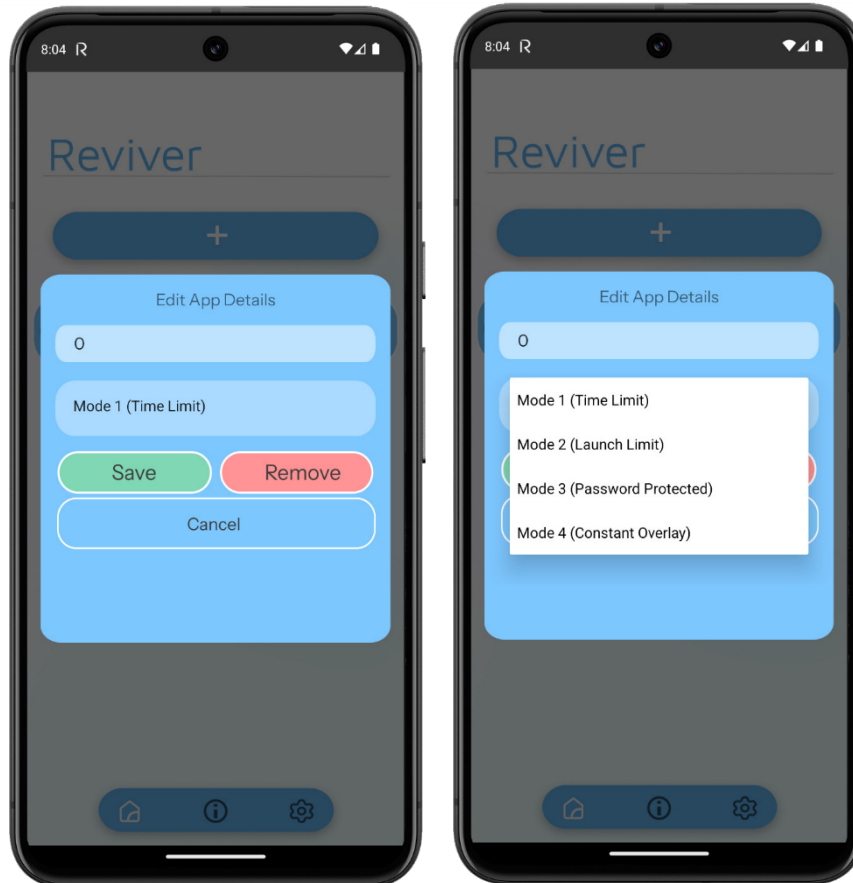 8:04
Reviver
+
Edit App Details
0
Mode 1 (Time Limit)
Save Remove
Cancel
8:04
Reviver
+
Edit App Details
0
Mode 1 (Time Limit)
Mode 2 (Launch Limit)
Mode 3 (Password Protected)
Mode 4 (Constant Overlay)